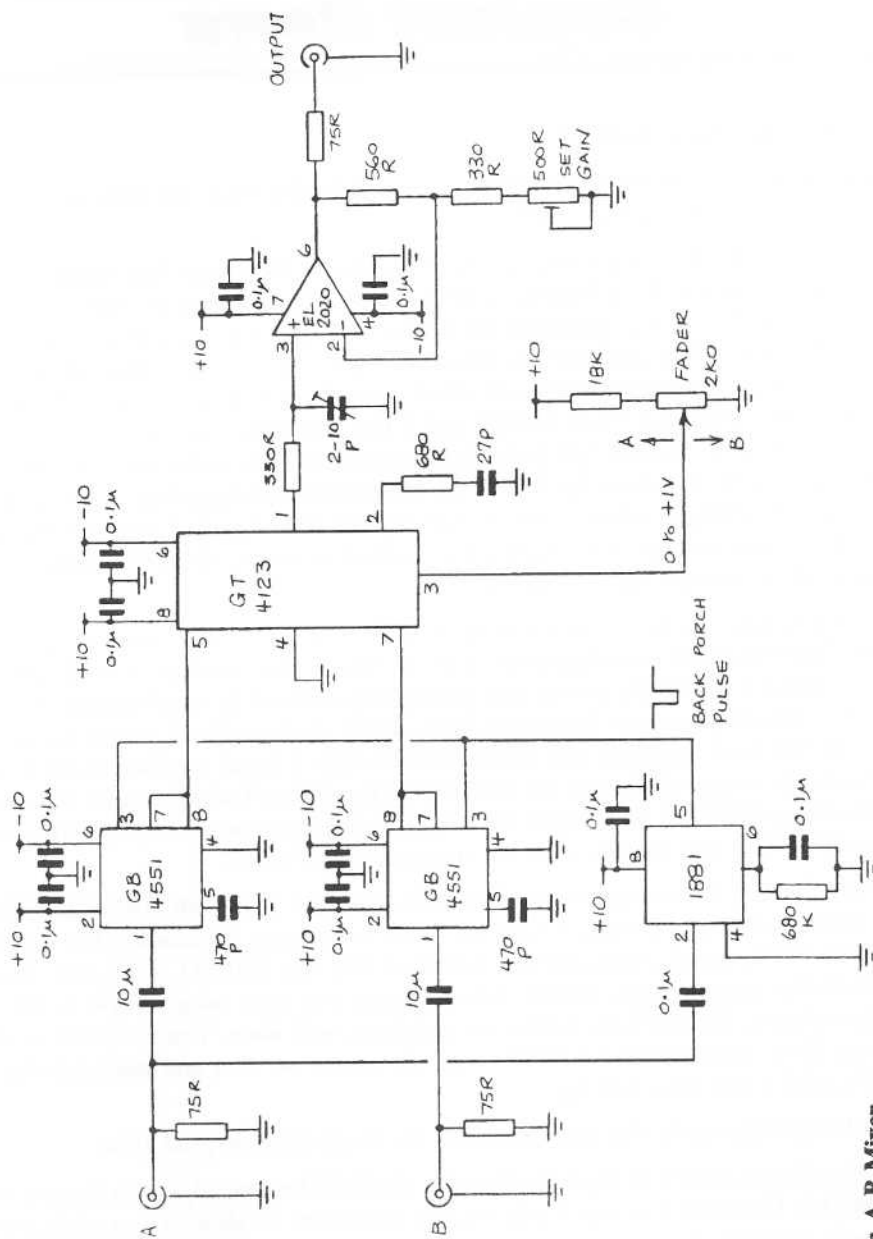 A
75R
10µ
+10
-10
0.1µ
0.1µ
2
6
1
GB
4551
3
7
8
5
4
470
P
B
75R
10µ
+10
-10
0.1µ
0.1µ
2
6
1
GB
4551
8
7
3
5
4
470
P
0.1µ
+10
0.1µ
8
2
1881
5
4
6
680
K
0.1µ
BACK PORCH
PULSE
+10
-10
0.1µ
0.1µ
8
6
5
GT
4123
1
4
2
7
3
330R
2-10
P
680
R
27P
0 to +1V
+10
18K
FADER
2K0
A
B
+10
0.1µ
7
3
+
EL
2020
-
2
6
4
0.1µ
-10
75R
OUTPUT
560
R
330
R
500R
SET
GAIN
A B Mixer